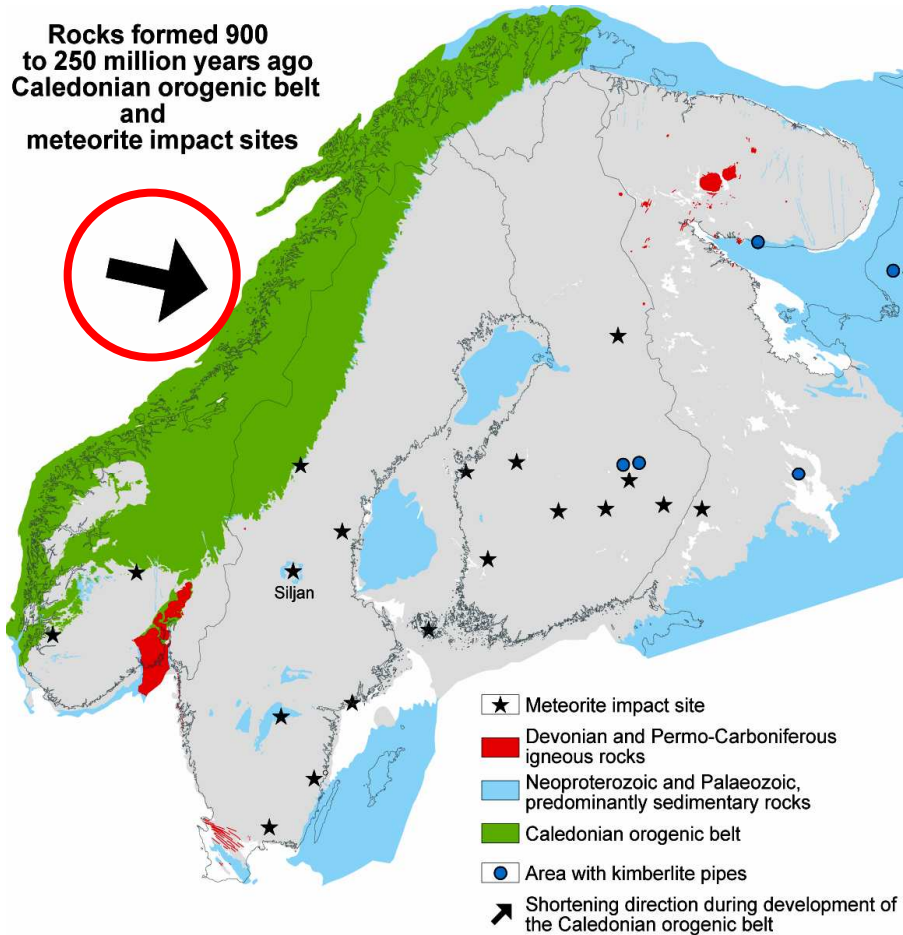 Rocks formed 900
to 250 million years ago
Caledonian orogenic belt
and
meteorite impact sites
Siljan
Meteorite impact site
Devonian and Permo-Carboniferous
igneous rocks
Neoproterozoic and Palaeozoic,
predominantly sedimentary rocks
Caledonian orogenic belt
Area with kimberlite pipes
Shortening direction during development of
the Caledonian orogenic belt